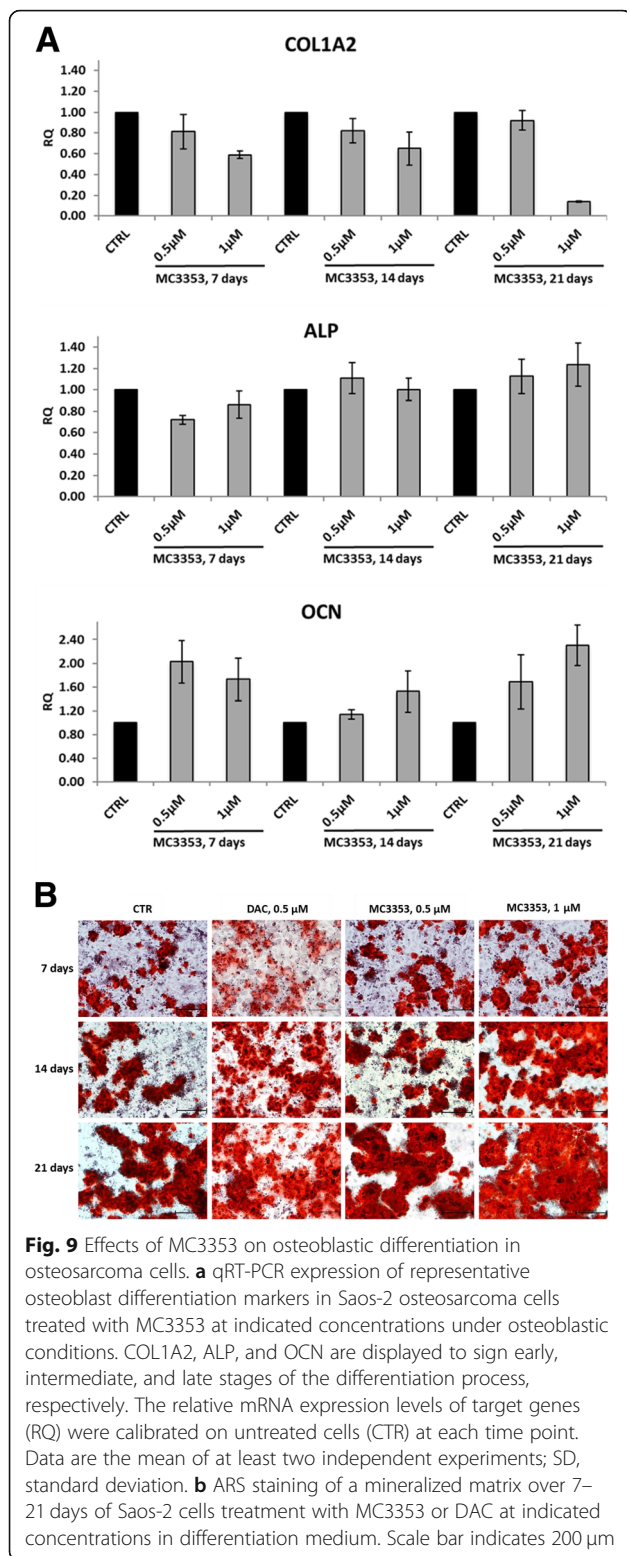 A
COL1A2
1.40
1.20
1.00
0.80
0.60
0.40
0.20
0.00
RQ
CTRL 0.5µM 1µM CTRL 0.5µM 1µM CTRL 0.5µM 1µM
MC3353, 7 days MC3353, 14 days MC3353, 21 days
ALP
1.40
1.20
1.00
0.80
0.60
0.40
0.20
0.00
RQ
CTRL 0.5µM 1µM CTRL 0.5µM 1µM CTRL 0.5µM 1µM
MC3353, 7 days MC3353, 14 days MC3353, 21 days
OCN
2.40
2.00
1.60
1.20
0.80
0.40
0.00
RQ
CTRL 0.5µM 1µM CTRL 0.5µM 1µM CTRL 0.5µM 1µM
MC3353, 7 days MC3353, 14 days MC3353, 21 days
B
CTR DAC, 0.5 µM MC3353, 0.5 µM MC3353, 1 µM
7 days
14 days
21 days
Fig. 9 Effects of MC3353 on osteoblastic differentiation in
osteosarcoma cells. a qRT-PCR expression of representative
osteoblast differentiation markers in Saos-2 osteosarcoma cells
treated with MC3353 at indicated concentrations under osteoblastic
conditions. COL1A2, ALP, and OCN are displayed to sign early,
intermediate, and late stages of the differentiation process,
respectively. The relative mRNA expression levels of target genes
(RQ) were calibrated on untreated cells (CTR) at each time point.
Data are the mean of at least two independent experiments; SD,
standard deviation. b ARS staining of a mineralized matrix over 7–
21 days of Saos-2 cells treatment with MC3353 or DAC at indicated
concentrations in differentiation medium. Scale bar indicates 200 µm